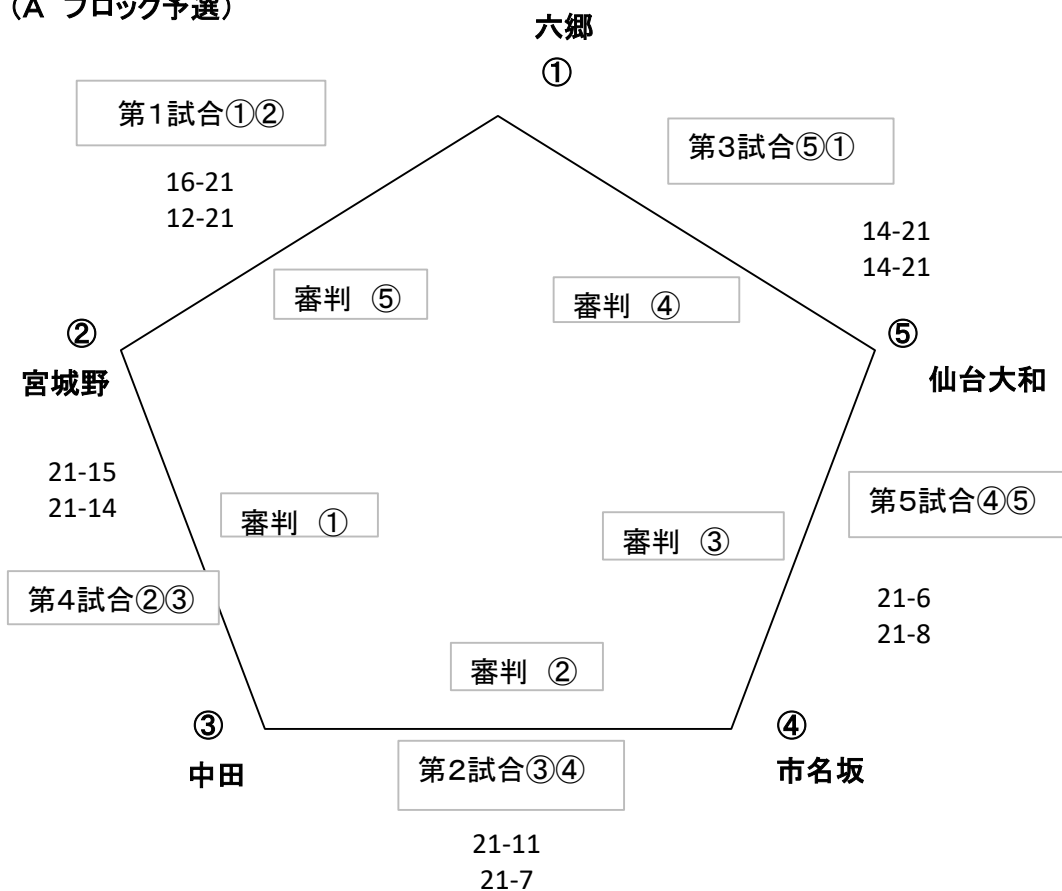 （A ブロック予選）
六郷
①
第１試合①②
16-21
12-21
第３試合⑤①
14-21
14-21
審判 ⑤
審判 ④
②
宮城野
⑤
仙台大和
21-15
21-14
審判 ①
第４試合②③
審判 ③
第５試合④⑤
21-6
21-8
審判 ②
③
中田
④
市名坂
第２試合③④
21-11
21-7